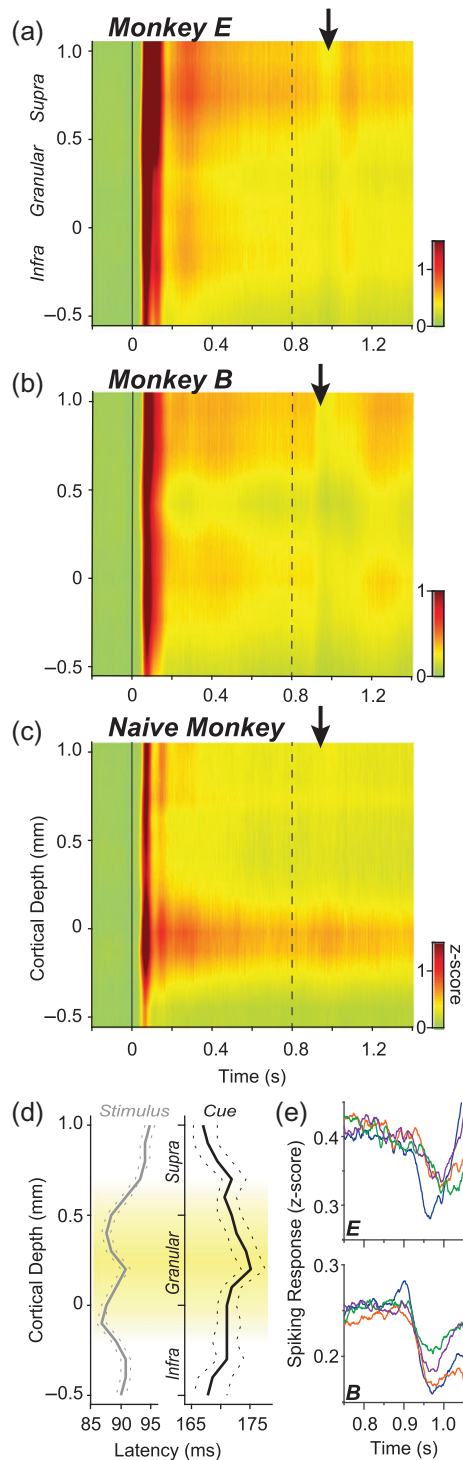 (a) Monkey E
1.0
0.5
0
−0.5
Supra
Granular
Infra
0 0.4 0.8 1.2
1
0
(b) Monkey B
1.0
0.5
0
−0.5
0 0.4 0.8 1.2
1
0
(c) Naive Monkey
1.0
0.5
0
−0.5
Cortical Depth (mm)
0 0.4 0.8 1.2
Time (s)
1
0
z-score
(d) Stimulus Cue
1.0
0.5
0
−0.5
Cortical Depth (mm)
Supra
Granular
Infra
85 90 95 165 175
Latency (ms)
(e)
0.4
0.3
E
0.3
0.2
B
Spiking Response (z-score)
0.8 0.9 1.0
Time (s)